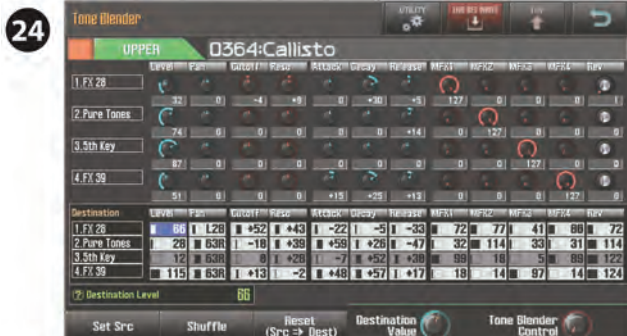 24
Tone Blender
UTILITY
UPPER 0364:Callisto
Level Pan Cutoff Reso Attack Decay Release MFX1 MFX2 MFX3 MFX4 Rev
1.FX 28
32 0 -4 +9 0 +30 +5 127 0 0 0 1
2.Pure Tones
74 0 0 0 0 0 +14 0 127 0 0 0
3.5th Key
87 0 0 0 0 0 0 0 0 127 0 0
4.FX 39
51 0 0 0 +15 +25 +13 0 0 0 127 0
Destination Level Pan Cutoff Reso Attack Decay Release MFX1 MFX2 MFX3 MFX4 Rev
1.FX 28 66 L28 +52 +43 -22 -5 -33 72 77 41 86 72
2.Pure Tones 28 63R -18 +39 +59 +26 -47 32 114 33 31 114
3.5th Key 12 63R 0 +26 -7 +52 +30 99 18 5 89 122
4.FX 39 115 63R +13 -2 +48 +57 +17 18 14 97 14 124
? Destination Level 66
Set Src Shuffle Reset Destination Tone Blender
(Src ⇒ Dest) Value Control